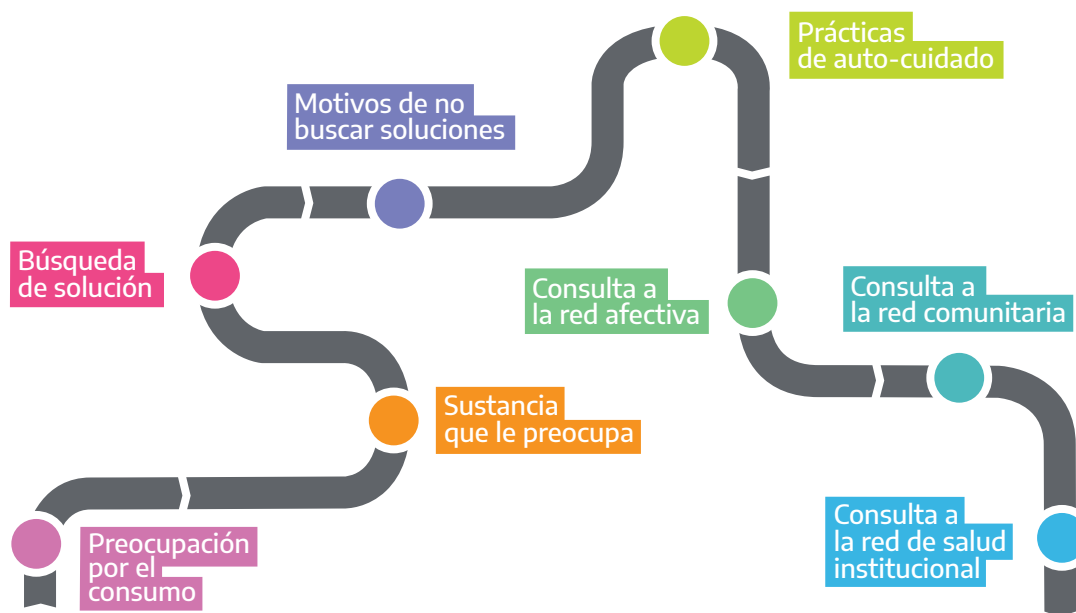 Prácticas
de auto-cuidado
Motivos de no
buscar soluciones
Búsqueda
de solución
Consulta a
la red afectiva
Consulta a
la red comunitaria
Sustancia
que le preocupa
Preocupación
por el
consumo
Consulta a
la red de salud
institucional